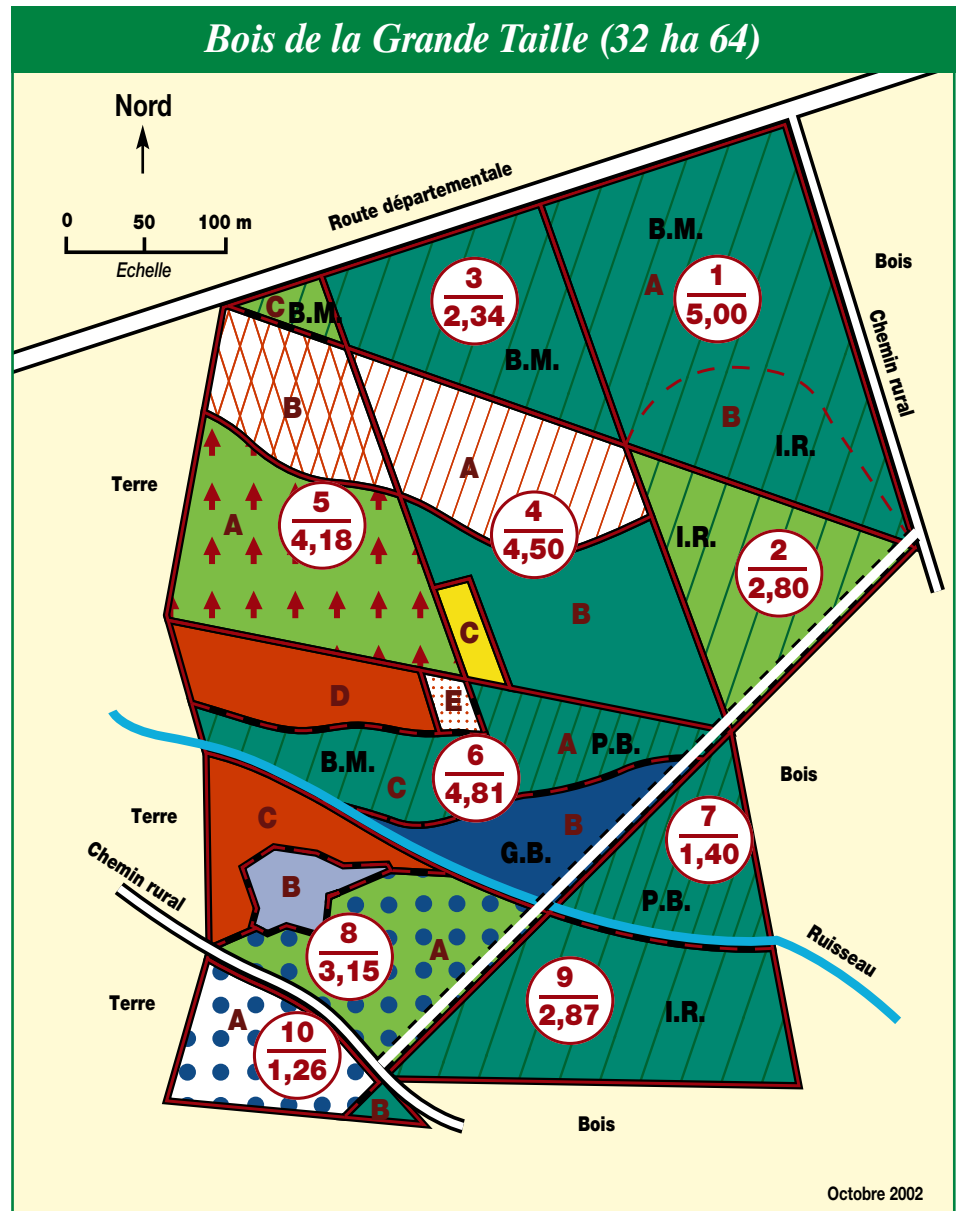 Bois de la Grande Taille (32 ha 64)
Nord
0 50 100 m
Echelle
Route départementale
Bois
Chemin rural
B.M.
A
1
5,00
B
I.R.
3
2,34
B.M.
C B.M.
B
A
Terre
A
5
4,18
4
4,50
B
C
I.R.
2
2,80
D
E
B.M.
C
6
4,81
A P.B.
B
G.B.
Bois
7
1,40
P.B.
Terre
C
B
Chemin rural
8
3,15
A
Ruisseau
9
2,87
I.R.
Terre
A
10
1,26
B
Bois
Octobre 2002